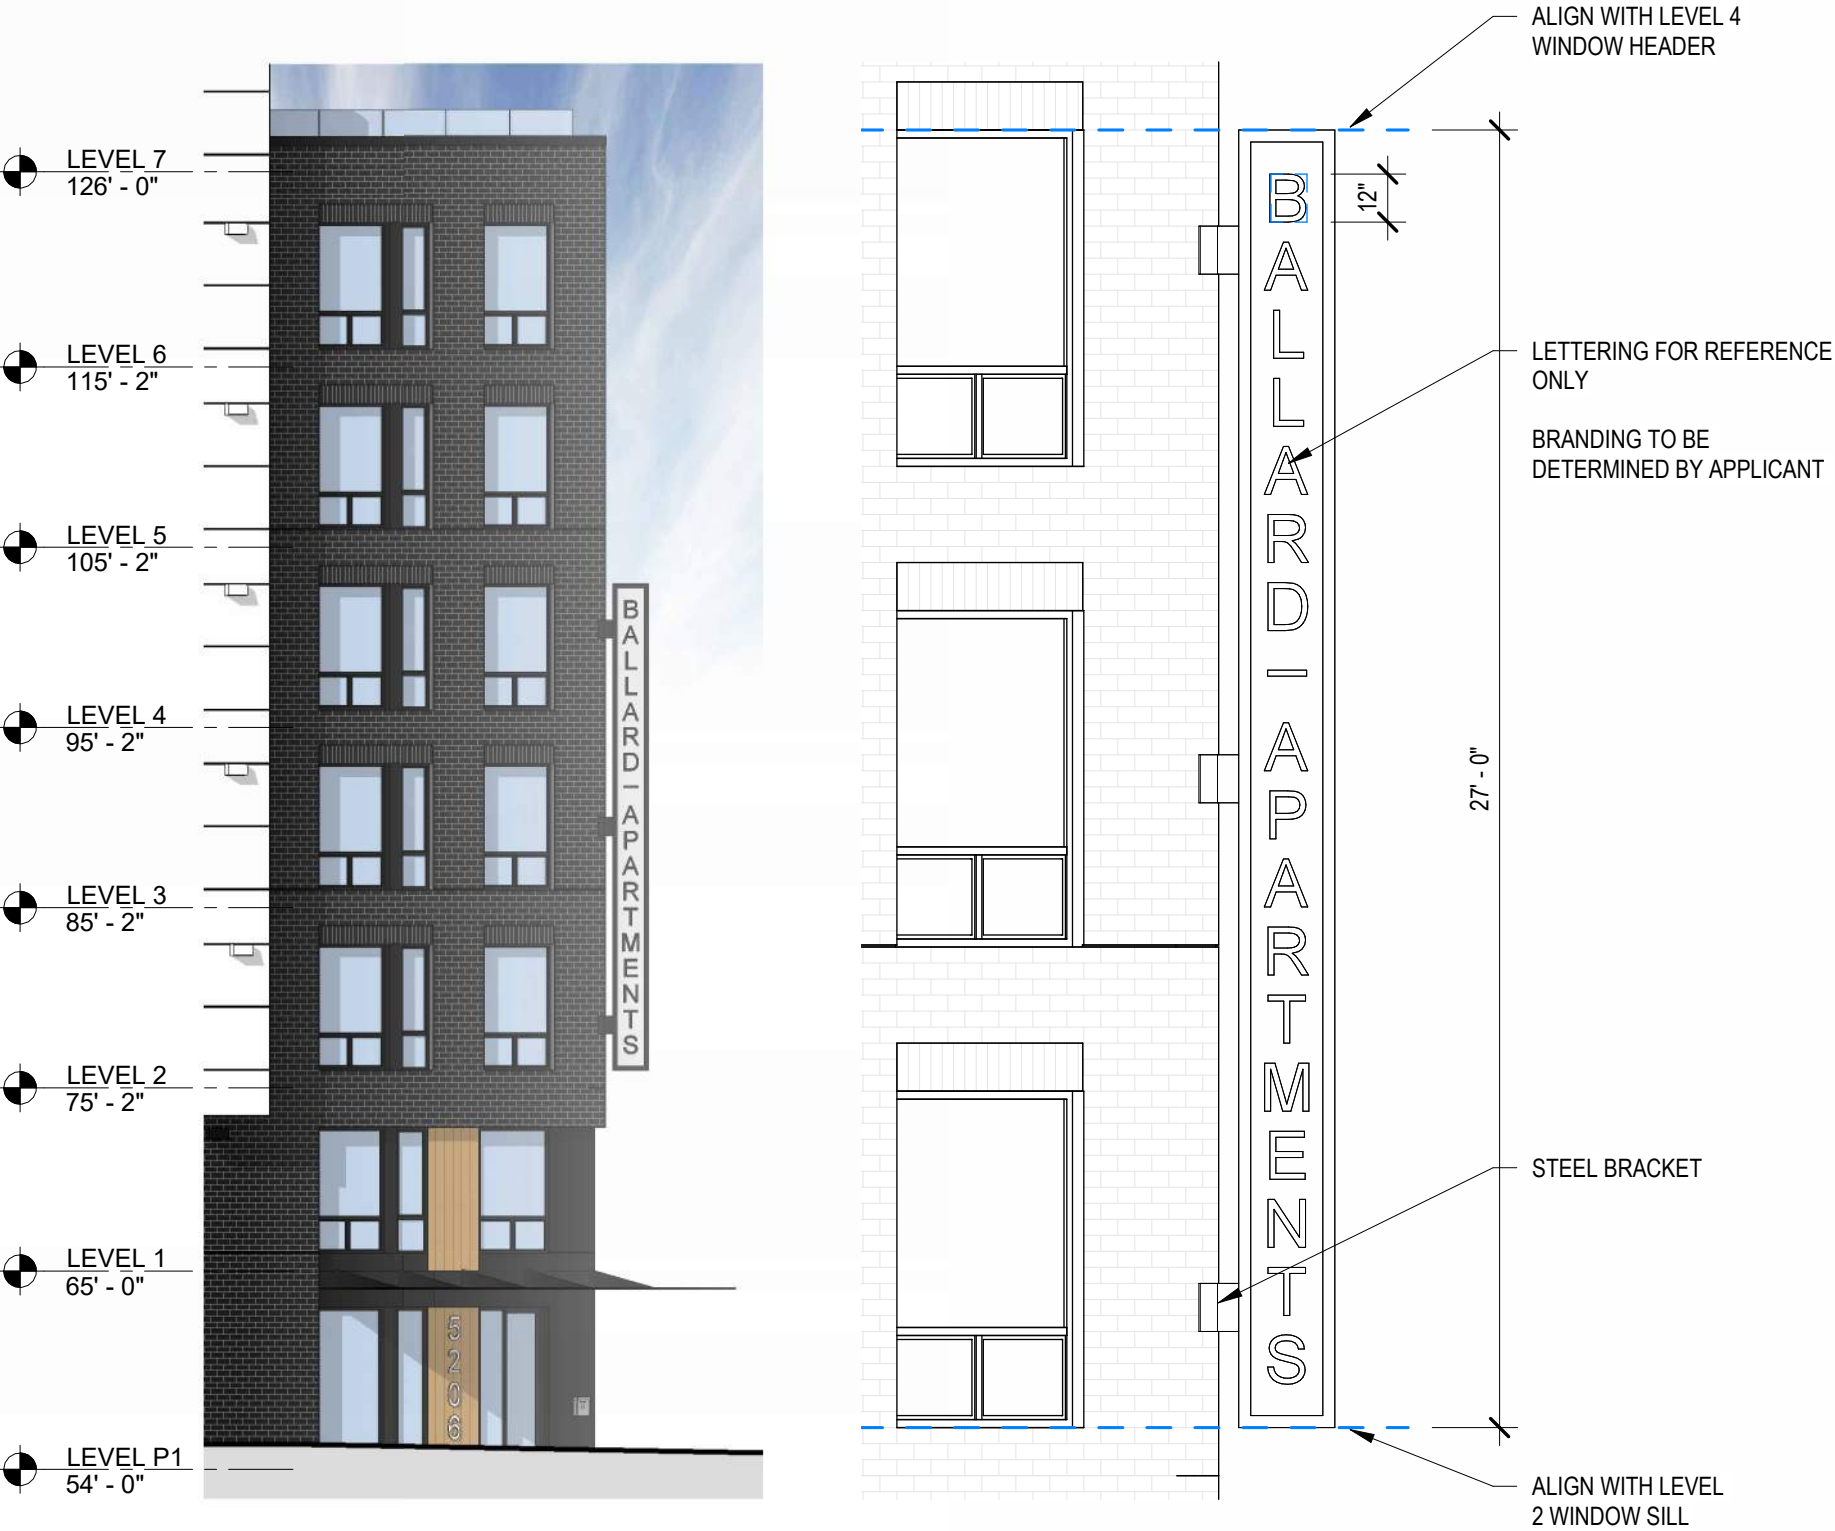 LEVEL 7
126' - 0"
LEVEL 6
115' - 2"
LEVEL 5
105' - 2"
LEVEL 4
95' - 2"
LEVEL 3
85' - 2"
LEVEL 2
75' - 2"
LEVEL 1
65' - 0"
LEVEL P1
54' - 0"
BALLARD – APARTMENTS
5206
ALIGN WITH LEVEL 4
WINDOW HEADER
12"
BALLARD – APARTMENTS
LETTERING FOR REFERENCE
ONLY
BRANDING TO BE
DETERMINED BY APPLICANT
27' - 0"
STEEL BRACKET
ALIGN WITH LEVEL
2 WINDOW SILL